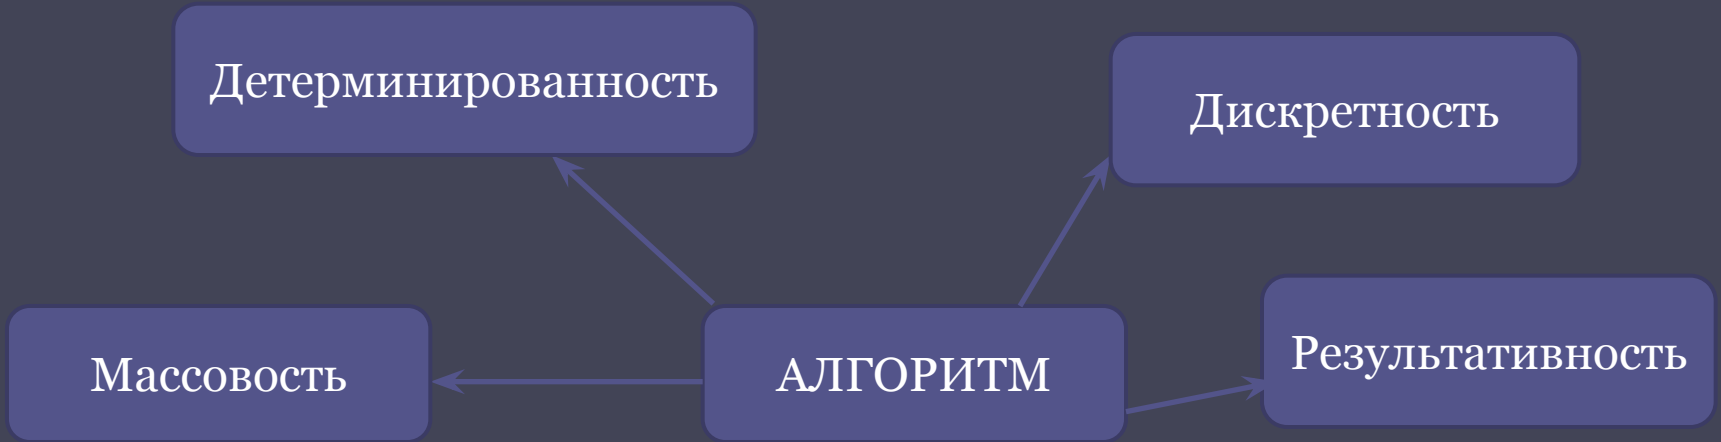 Детерминированность
Дискретность
Массовость
АЛГОРИТМ
Результативность